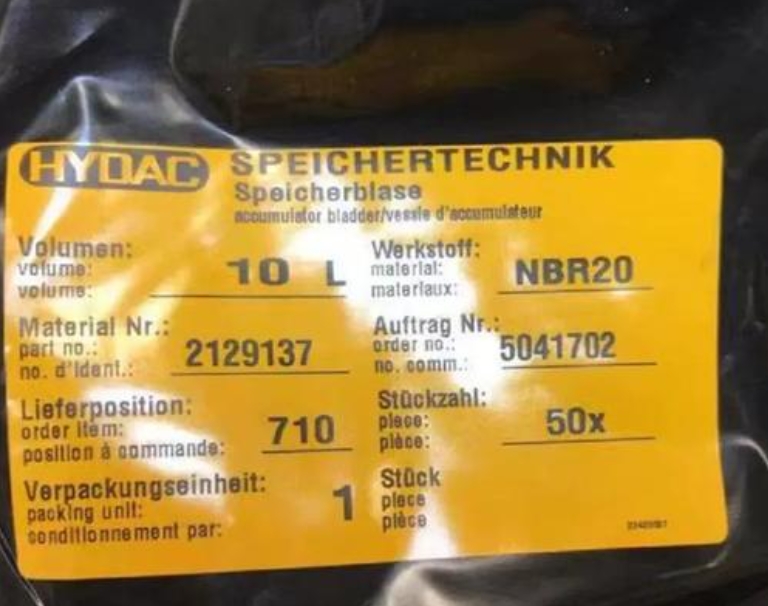 HYDAC SPEICHERTECHNIK
Speicherblase
accumulator bladder/vessie d'accumulateur
Volumen:
volume:
volume:
10 L
Werkstoff:
material:
materiaux:
NBR20
Material Nr.:
part no.:
no. d'ident.:
2129137
Auftrag Nr.:
order no.:
no. comm.:
5041702
Lieferposition:
order item:
position à commande:
710
Stückzahl:
piece:
pièce:
50x
Verpackungseinheit:
packing unit:
conditionnement par:
1
Stück
piece
pièce